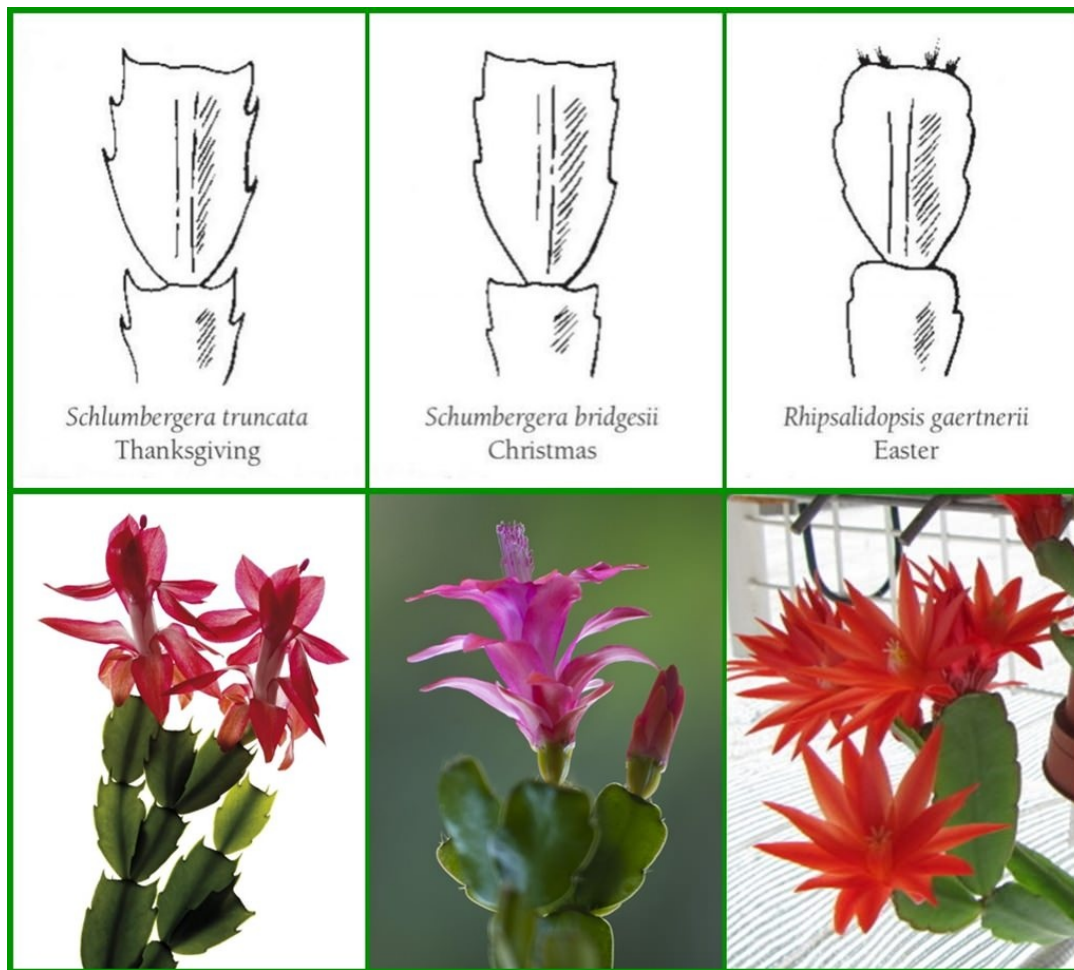 Schlumbergera truncata
Thanksgiving
Schumbergera bridgesii
Christmas
Rhipsalidopsis gaertnerii
Easter